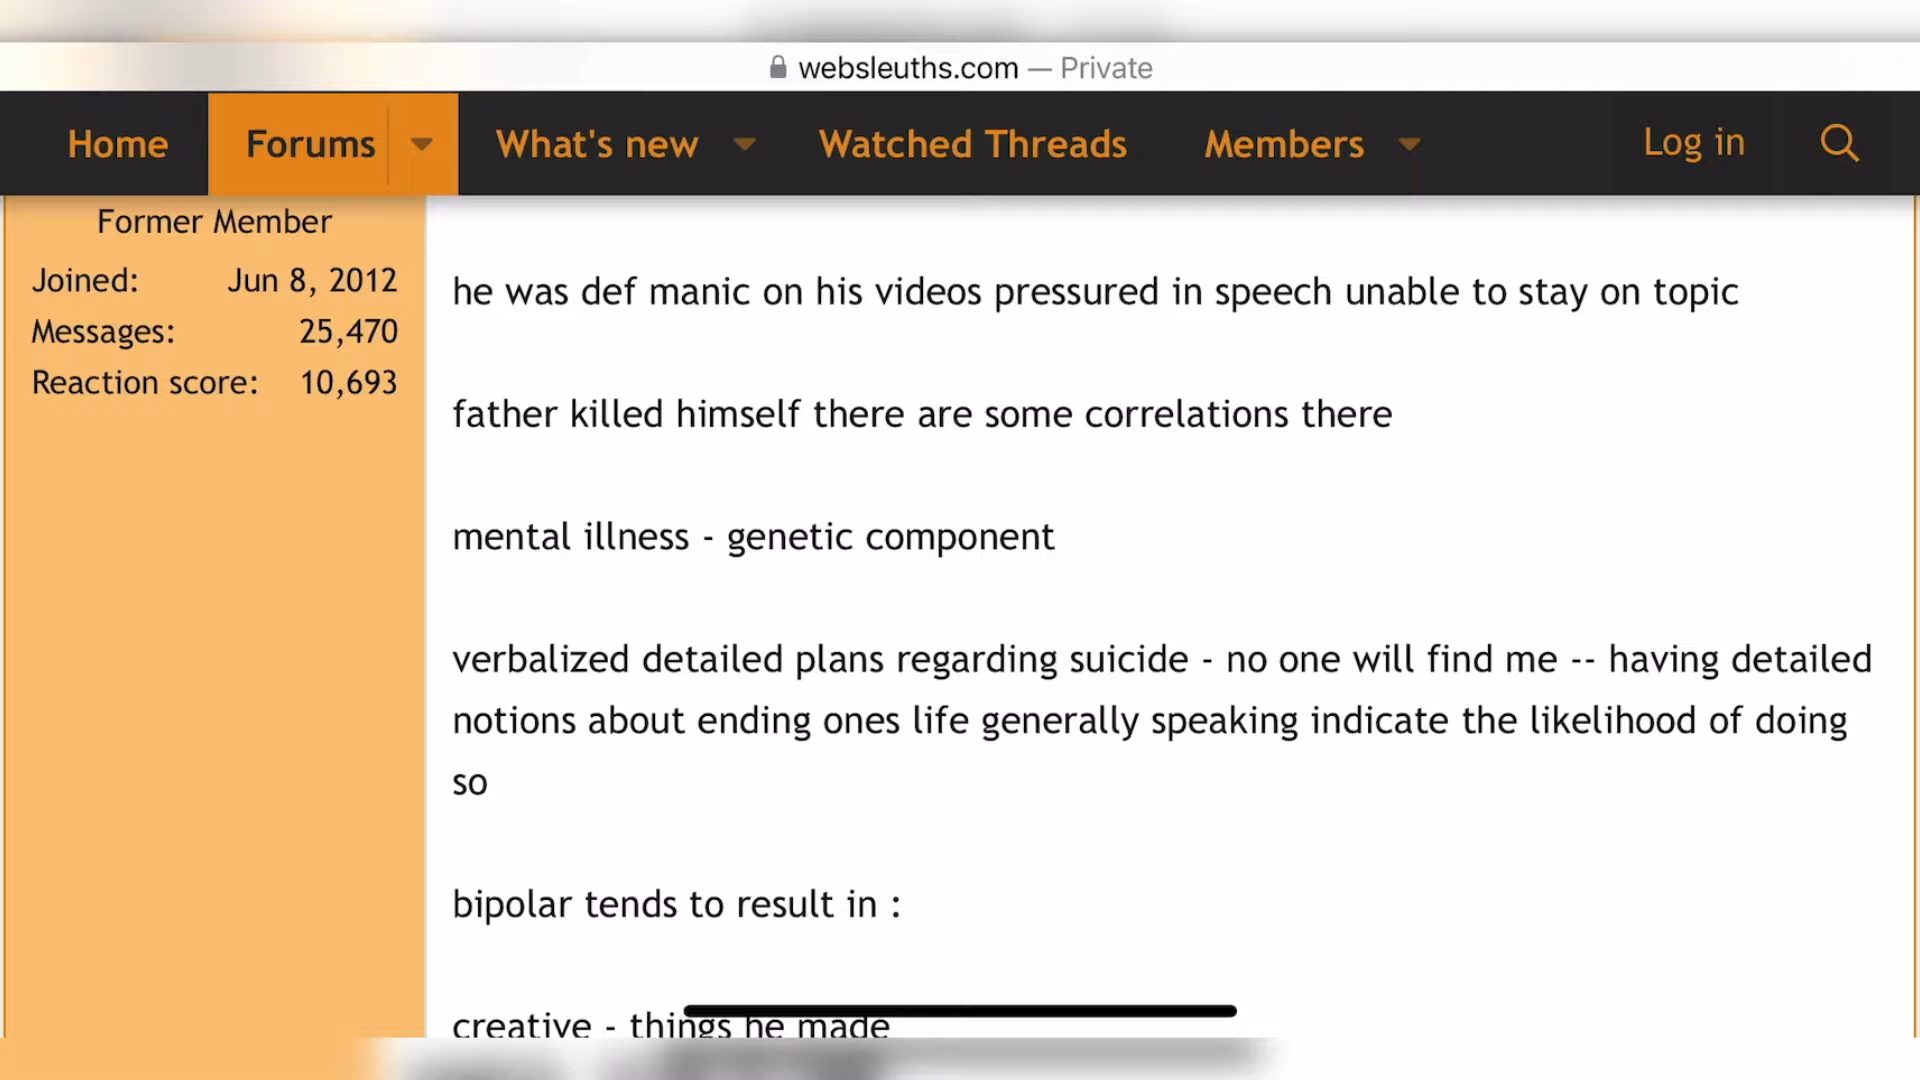 websleuths.com — Private
Home Forums What's new Watched Threads Members Log in
Former Member
Joined: Jun 8, 2012
Messages: 25,470
Reaction score: 10,693
he was def manic on his videos pressured in speech unable to stay on topic
father killed himself there are some correlations there
mental illness - genetic component
verbalized detailed plans regarding suicide - no one will find me -- having detailed
notions about ending ones life generally speaking indicate the likelihood of doing
so
bipolar tends to result in :
creative - things he made